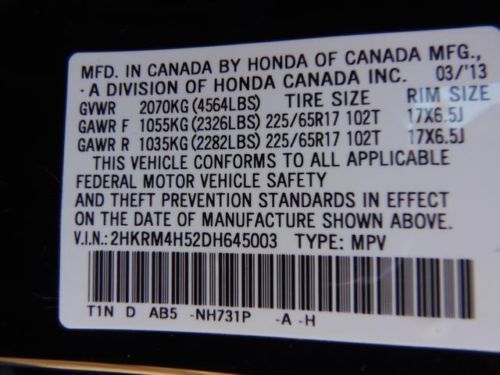 MFD. IN CANADA BY HONDA OF CANADA MFG.,
- A DIVISION OF HONDA CANADA INC. 03/'13
GVWR 2070KG (4564LBS) TIRE SIZE RIM SIZE
GAWR F 1055KG (2326LBS) 225/65R17 102T 17X6.5J
GAWR R 1035KG (2282LBS) 225/65R17 102T 17X6.5J
THIS VEHICLE CONFORMS TO ALL APPLICABLE
FEDERAL MOTOR VEHICLE SAFETY
AND THEFT PREVENTION STANDARDS IN EFFECT
ON THE DATE OF MANUFACTURE SHOWN ABOVE.
V.I.N.: 2HKRM4H52DH645003 TYPE: MPV
T1N D AB5 -NH731P -A -H